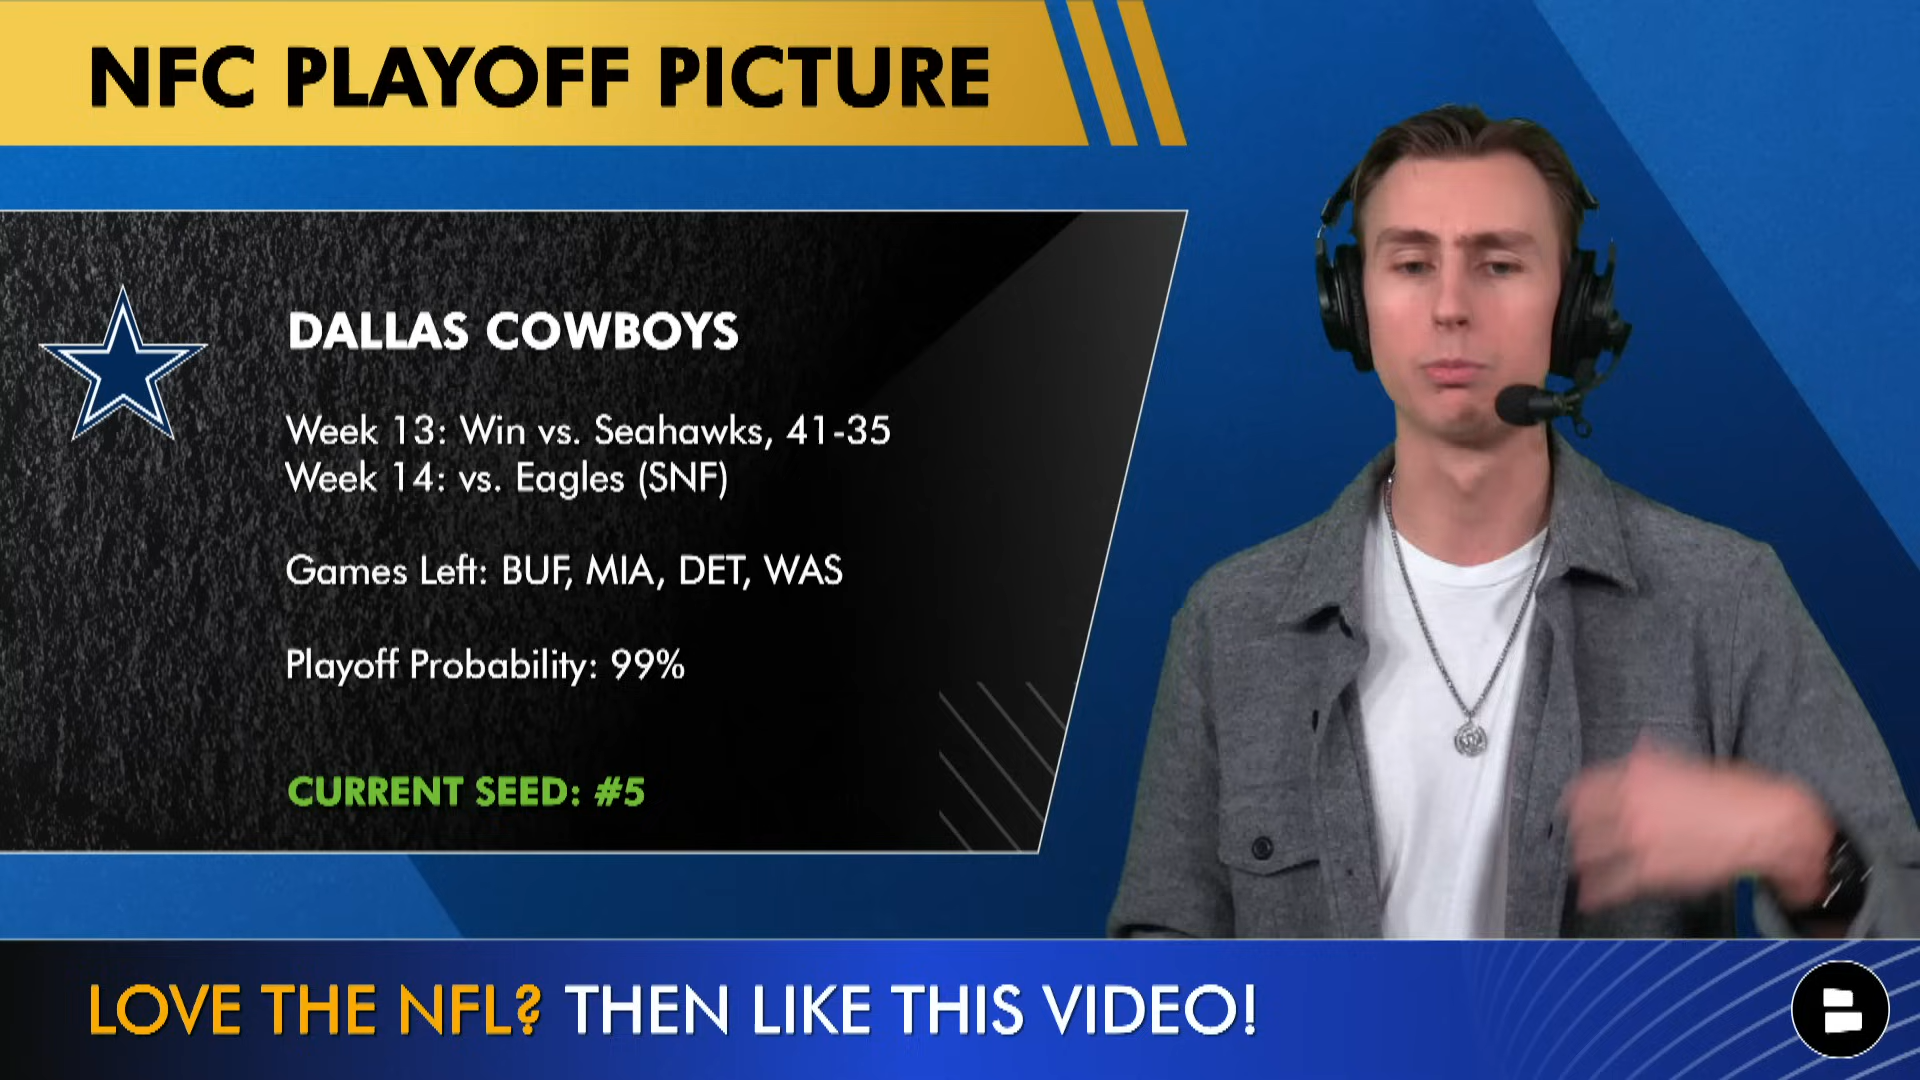 NFC PLAYOFF PICTURE
DALLAS COWBOYS
Week 13: Win vs. Seahawks, 41-35
Week 14: vs. Eagles (SNF)
Games Left: BUF, MIA, DET, WAS
Playoff Probability: 99%
CURRENT SEED: #5
LOVE THE NFL? THEN LIKE THIS VIDEO!